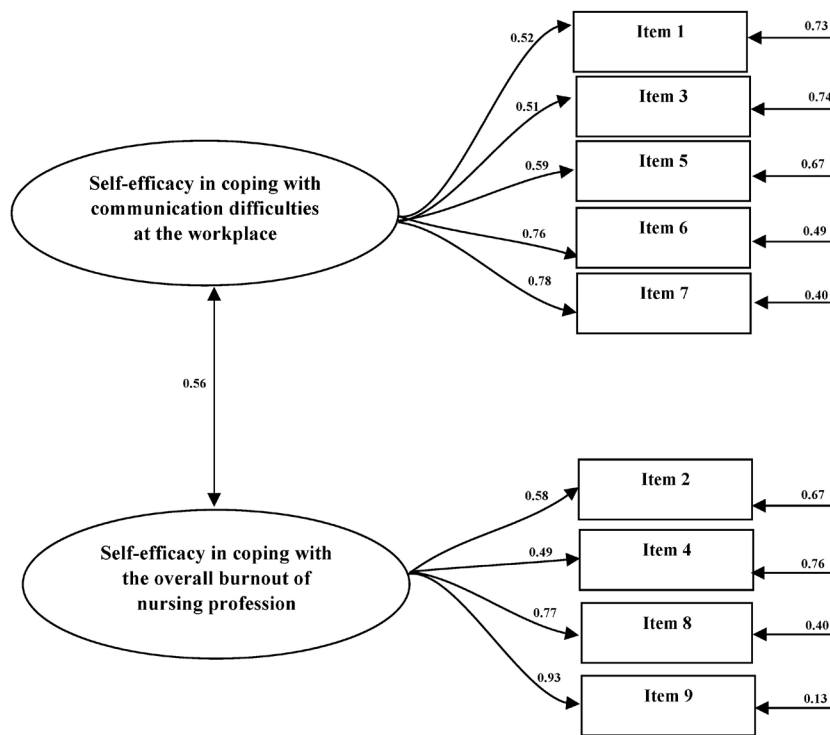 0.52
Item 1
0.73
0.51
Item 3
0.74
Self-efficacy in coping with
communication difficulties
at the workplace
0.59
Item 5
0.67
0.76
Item 6
0.49
0.78
Item 7
0.40
0.56
Self-efficacy in coping with
the overall burnout of
nursing profession
0.58
Item 2
0.67
0.49
Item 4
0.76
0.77
Item 8
0.40
0.93
Item 9
0.13